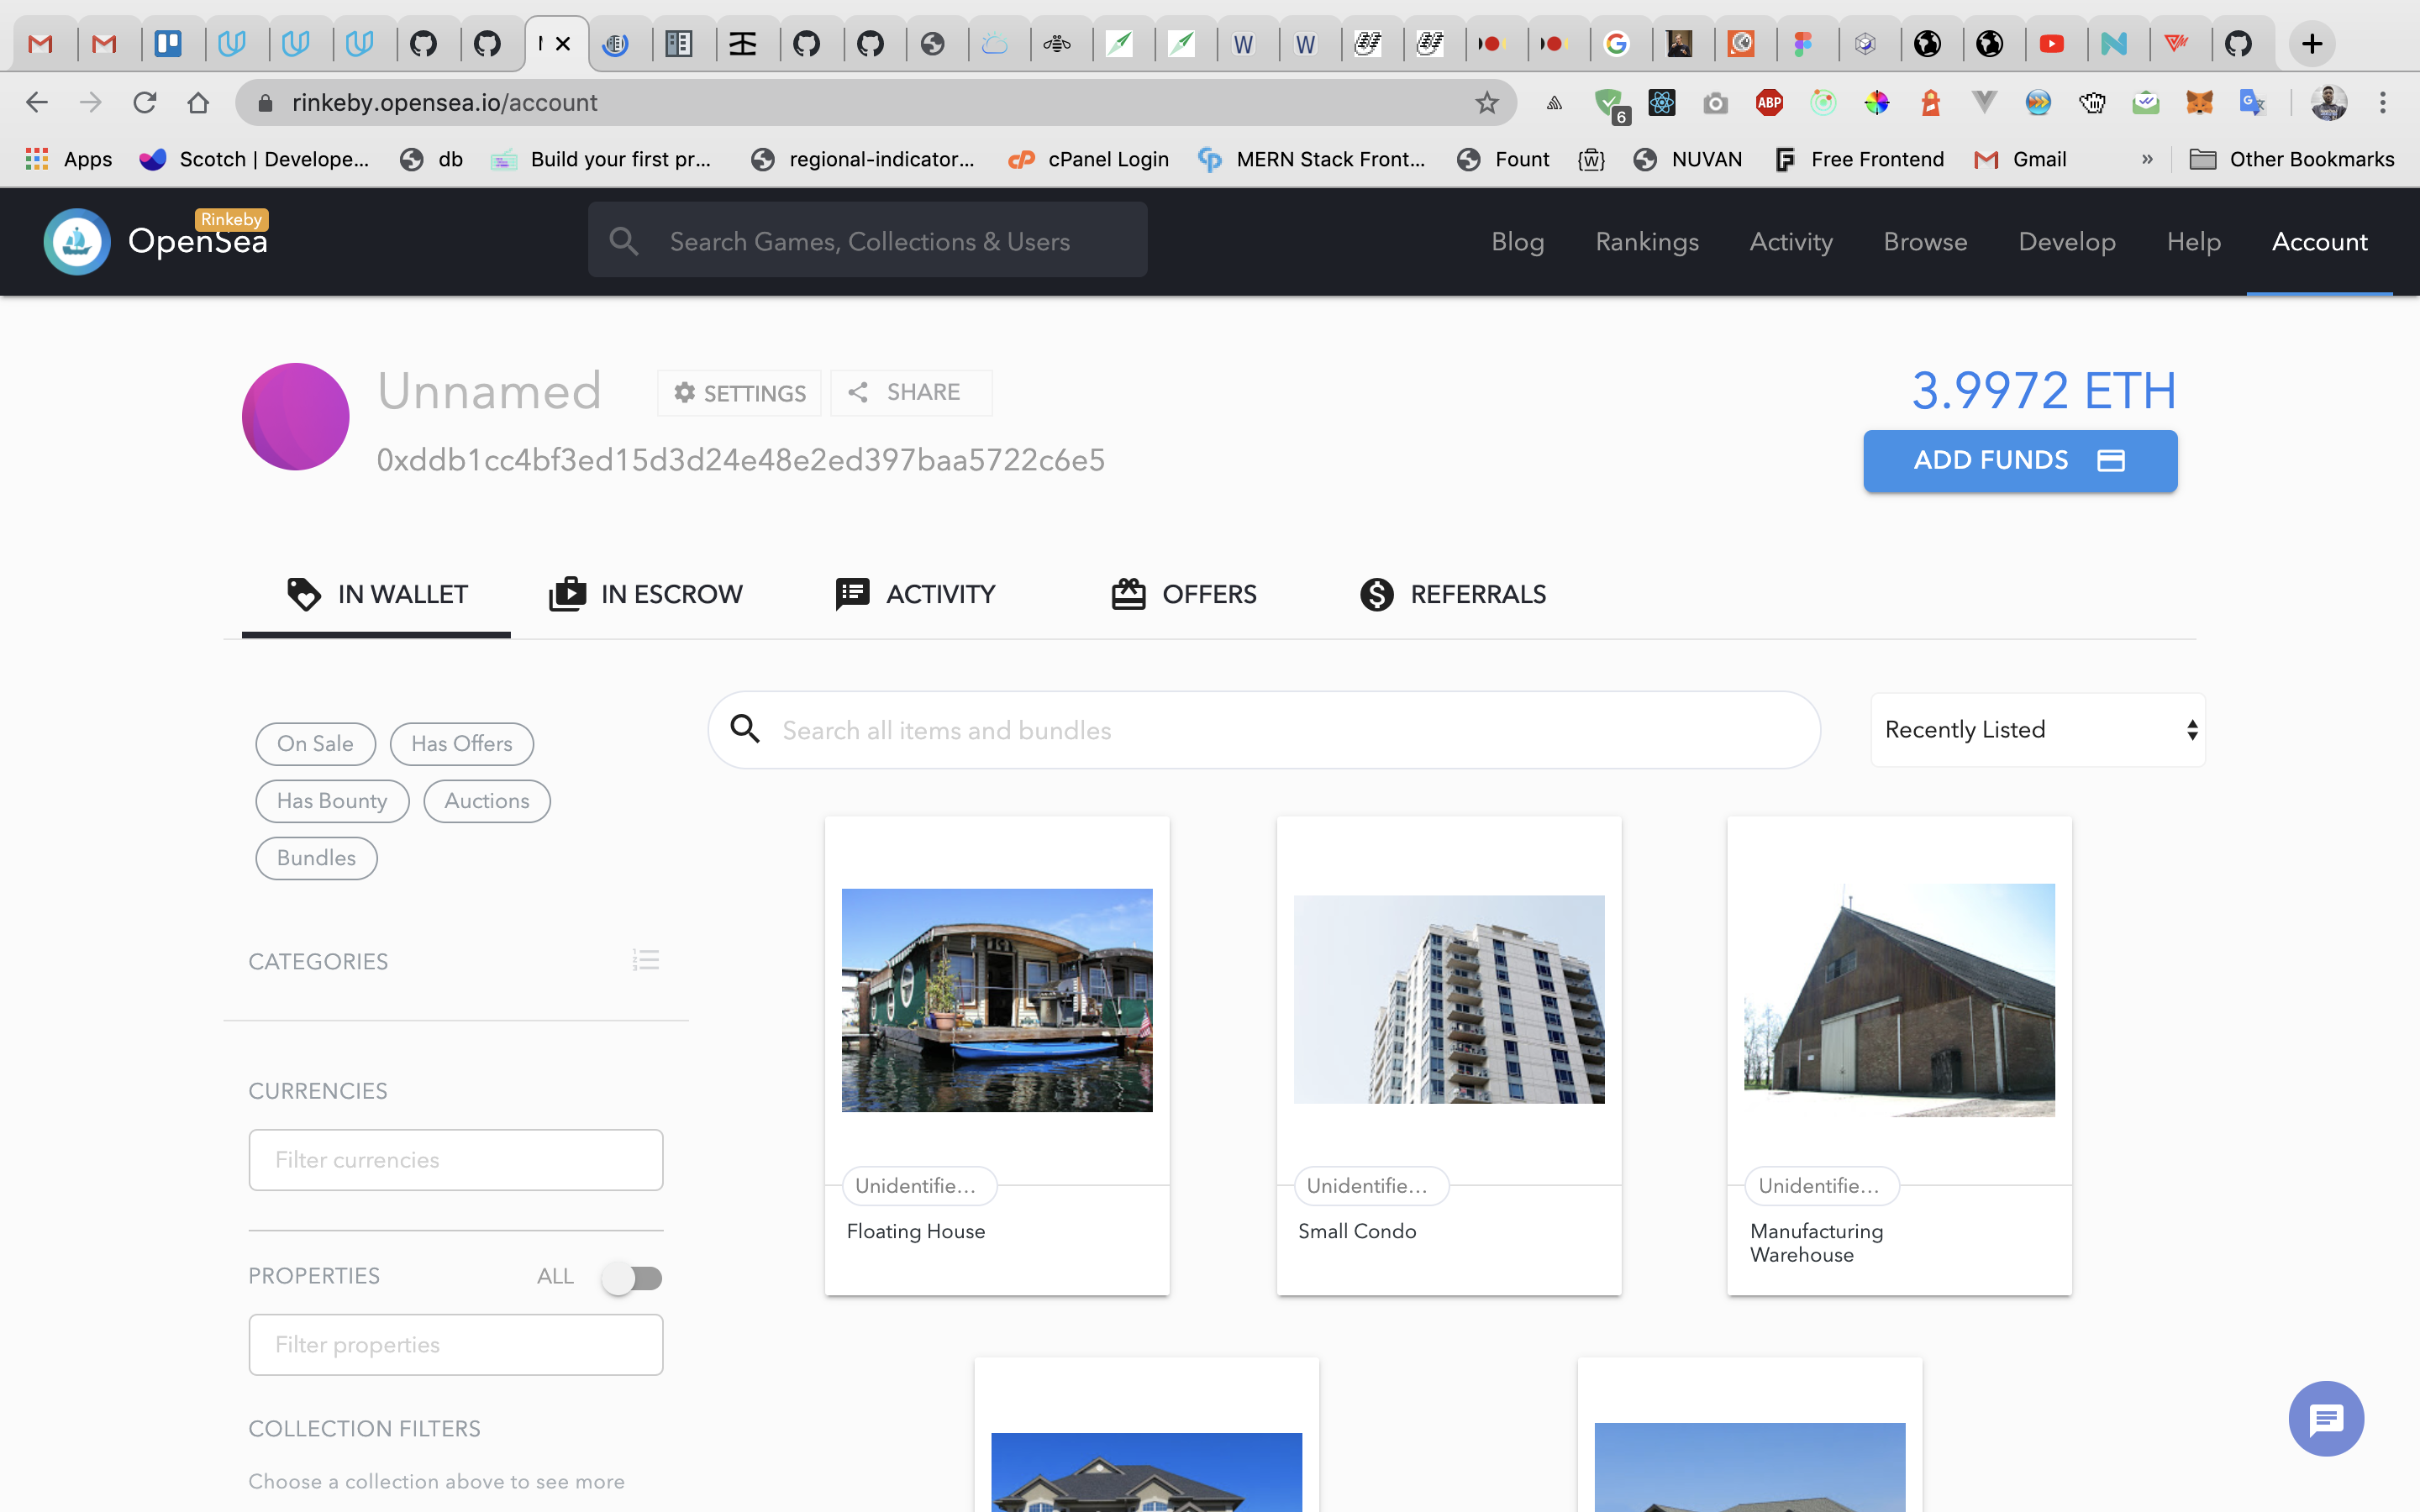 rinkeby.opensea.io/account
6
ABP
Apps
Scotch | Develope...
db
Build your first pr...
regional-indicator...
cPanel Login
MERN Stack Front...
Fount
NUVAN
Free Frontend
Gmail
»
Other Bookmarks
Rinkeby
OpenSea
Search Games, Collections & Users
Blog
Rankings
Activity
Browse
Develop
Help
Account
Unnamed
SETTINGS
SHARE
3.9972 ETH
0xddb1cc4bf3ed15d3d24e48e2ed397baa5722c6e5
ADD FUNDS
IN WALLET
IN ESCROW
ACTIVITY
OFFERS
REFERRALS
On Sale
Has Offers
Has Bounty
Auctions
Bundles
Search all items and bundles
Recently Listed
CATEGORIES
CURRENCIES
Filter currencies
PROPERTIES
ALL
Filter properties
COLLECTION FILTERS
Choose a collection above to see more
Unidentifie...
Floating House
Unidentifie...
Small Condo
Unidentifie...
Manufacturing
Warehouse